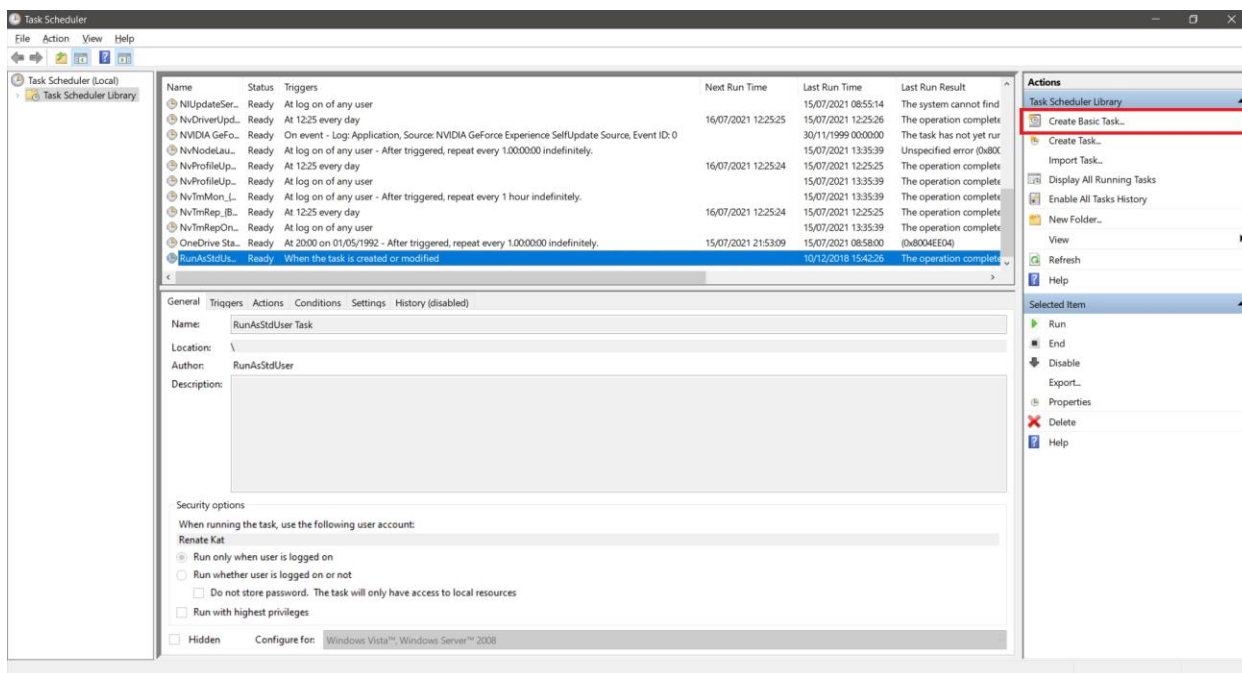 Task Scheduler
File Action View Help
Task Scheduler (Local)
Task Scheduler Library
Name Status Triggers Next Run Time Last Run Time Last Run Result
NIUpdateSer... Ready At log on of any user 15/07/2021 08:55:14 The system cannot find
NvDriverUpd... Ready At 12:25 every day 16/07/2021 12:25:25 15/07/2021 12:25:26 The operation complete
NVIDIA GeFo... Ready On event - Log: Application, Source: NVIDIA GeForce Experience SelfUpdate Source, Event ID: 0 30/11/1999 00:00:00 The task has not yet rur
NvNodeLau... Ready At log on of any user - After triggered, repeat every 1.00:00:00 indefinitely. 15/07/2021 13:35:39 Unspecified error (0x80(
NvProfileUp... Ready At 12:25 every day 16/07/2021 12:25:24 15/07/2021 12:25:25 The operation complete
NvProfileUp... Ready At log on of any user 15/07/2021 13:35:39 The operation complete
NvTmMon_{... Ready At log on of any user - After triggered, repeat every 1 hour indefinitely. 15/07/2021 13:35:39 The operation complete
NvTmRep_{B... Ready At 12:25 every day 16/07/2021 12:25:24 15/07/2021 12:25:25 The operation complete
NvTmRepOn... Ready At log on of any user 15/07/2021 13:35:39 The operation complete
OneDrive Sta... Ready At 20:00 on 01/05/1992 - After triggered, repeat every 1.00:00:00 indefinitely. 15/07/2021 21:53:09 15/07/2021 08:58:00 (0x8004EE04)
RunAsStdUs... Ready When the task is created or modified 10/12/2018 15:42:26 The operation complete
General Triggers Actions Conditions Settings History (disabled)
Name: RunAsStdUser Task
Location: \
Author: RunAsStdUser
Description:
Security options
When running the task, use the following user account:
Renate Kat
Run only when user is logged on
Run whether user is logged on or not
Do not store password. The task will only have access to local resources
Run with highest privileges
Hidden Configure for: Windows Vista™, Windows Server™ 2008
Actions
Task Scheduler Library
Create Basic Task...
Create Task...
Import Task...
Display All Running Tasks
Enable All Tasks History
New Folder...
View
Refresh
Help
Selected Item
Run
End
Disable
Export...
Properties
Delete
Help